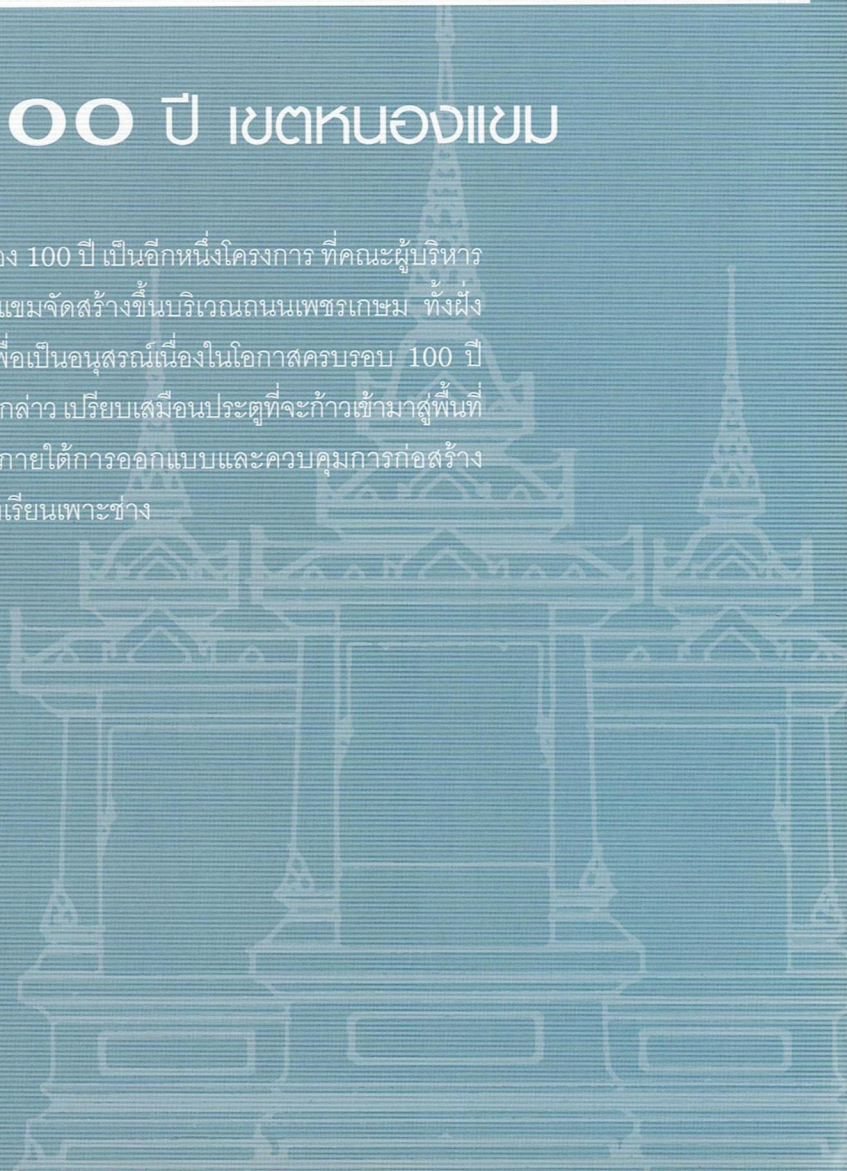 00 ปี เขตหนองแขม
ง 100 ปี เป็นอีกหนึ่งโครงการ ที่คณะผู้บริหาร
แขมจัดสร้างขึ้นบริเวณถนนเพชรเกษม ทั้งฝั่ง
พื่อเป็นอนุสรณ์เนื่องในโอกาสครบรอบ 100 ปี
กล่าว เปรียบเสมือนประตูที่จะก้าวเข้ามาสู่พื้นที่
ภายใต้การออกแบบและควบคุมการก่อสร้าง
เรียนเพาะช่าง